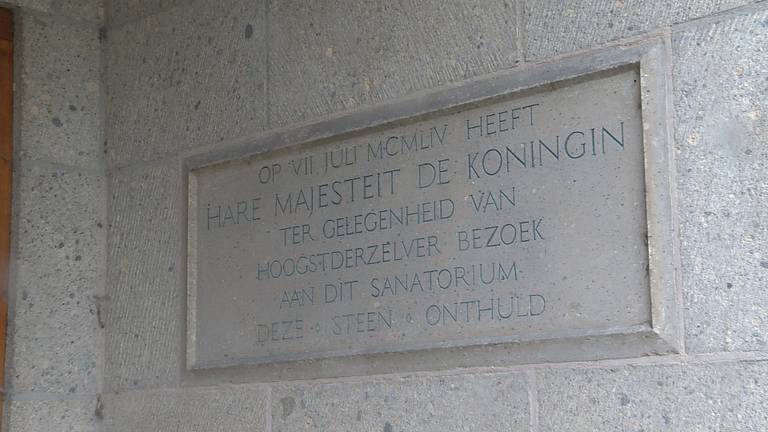 OP VII JULI MCMLIV HEEFT
HARE MAJESTEIT DE KONINGIN
TER GELEGENHEID VAN
HOOGSTDERZELVER BEZOEK
AAN DIT SANATORIUM
DEZE ⋄ STEEN ⋄ ONTHULD